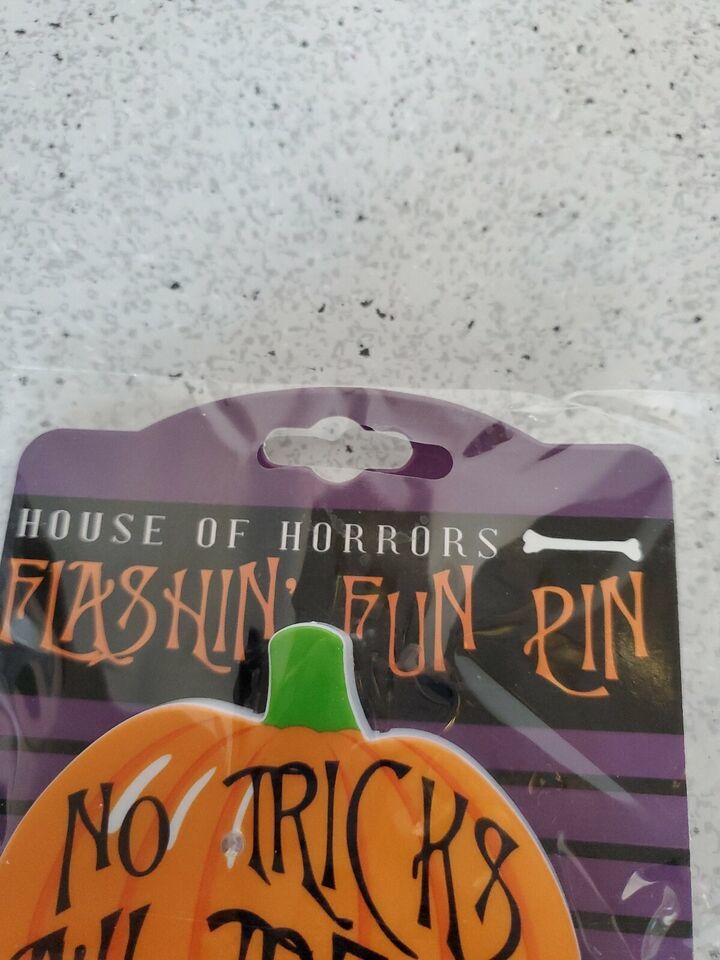 HOUSE OF HORRORS
FLASHIN' FUN PIN
NO TRICKS